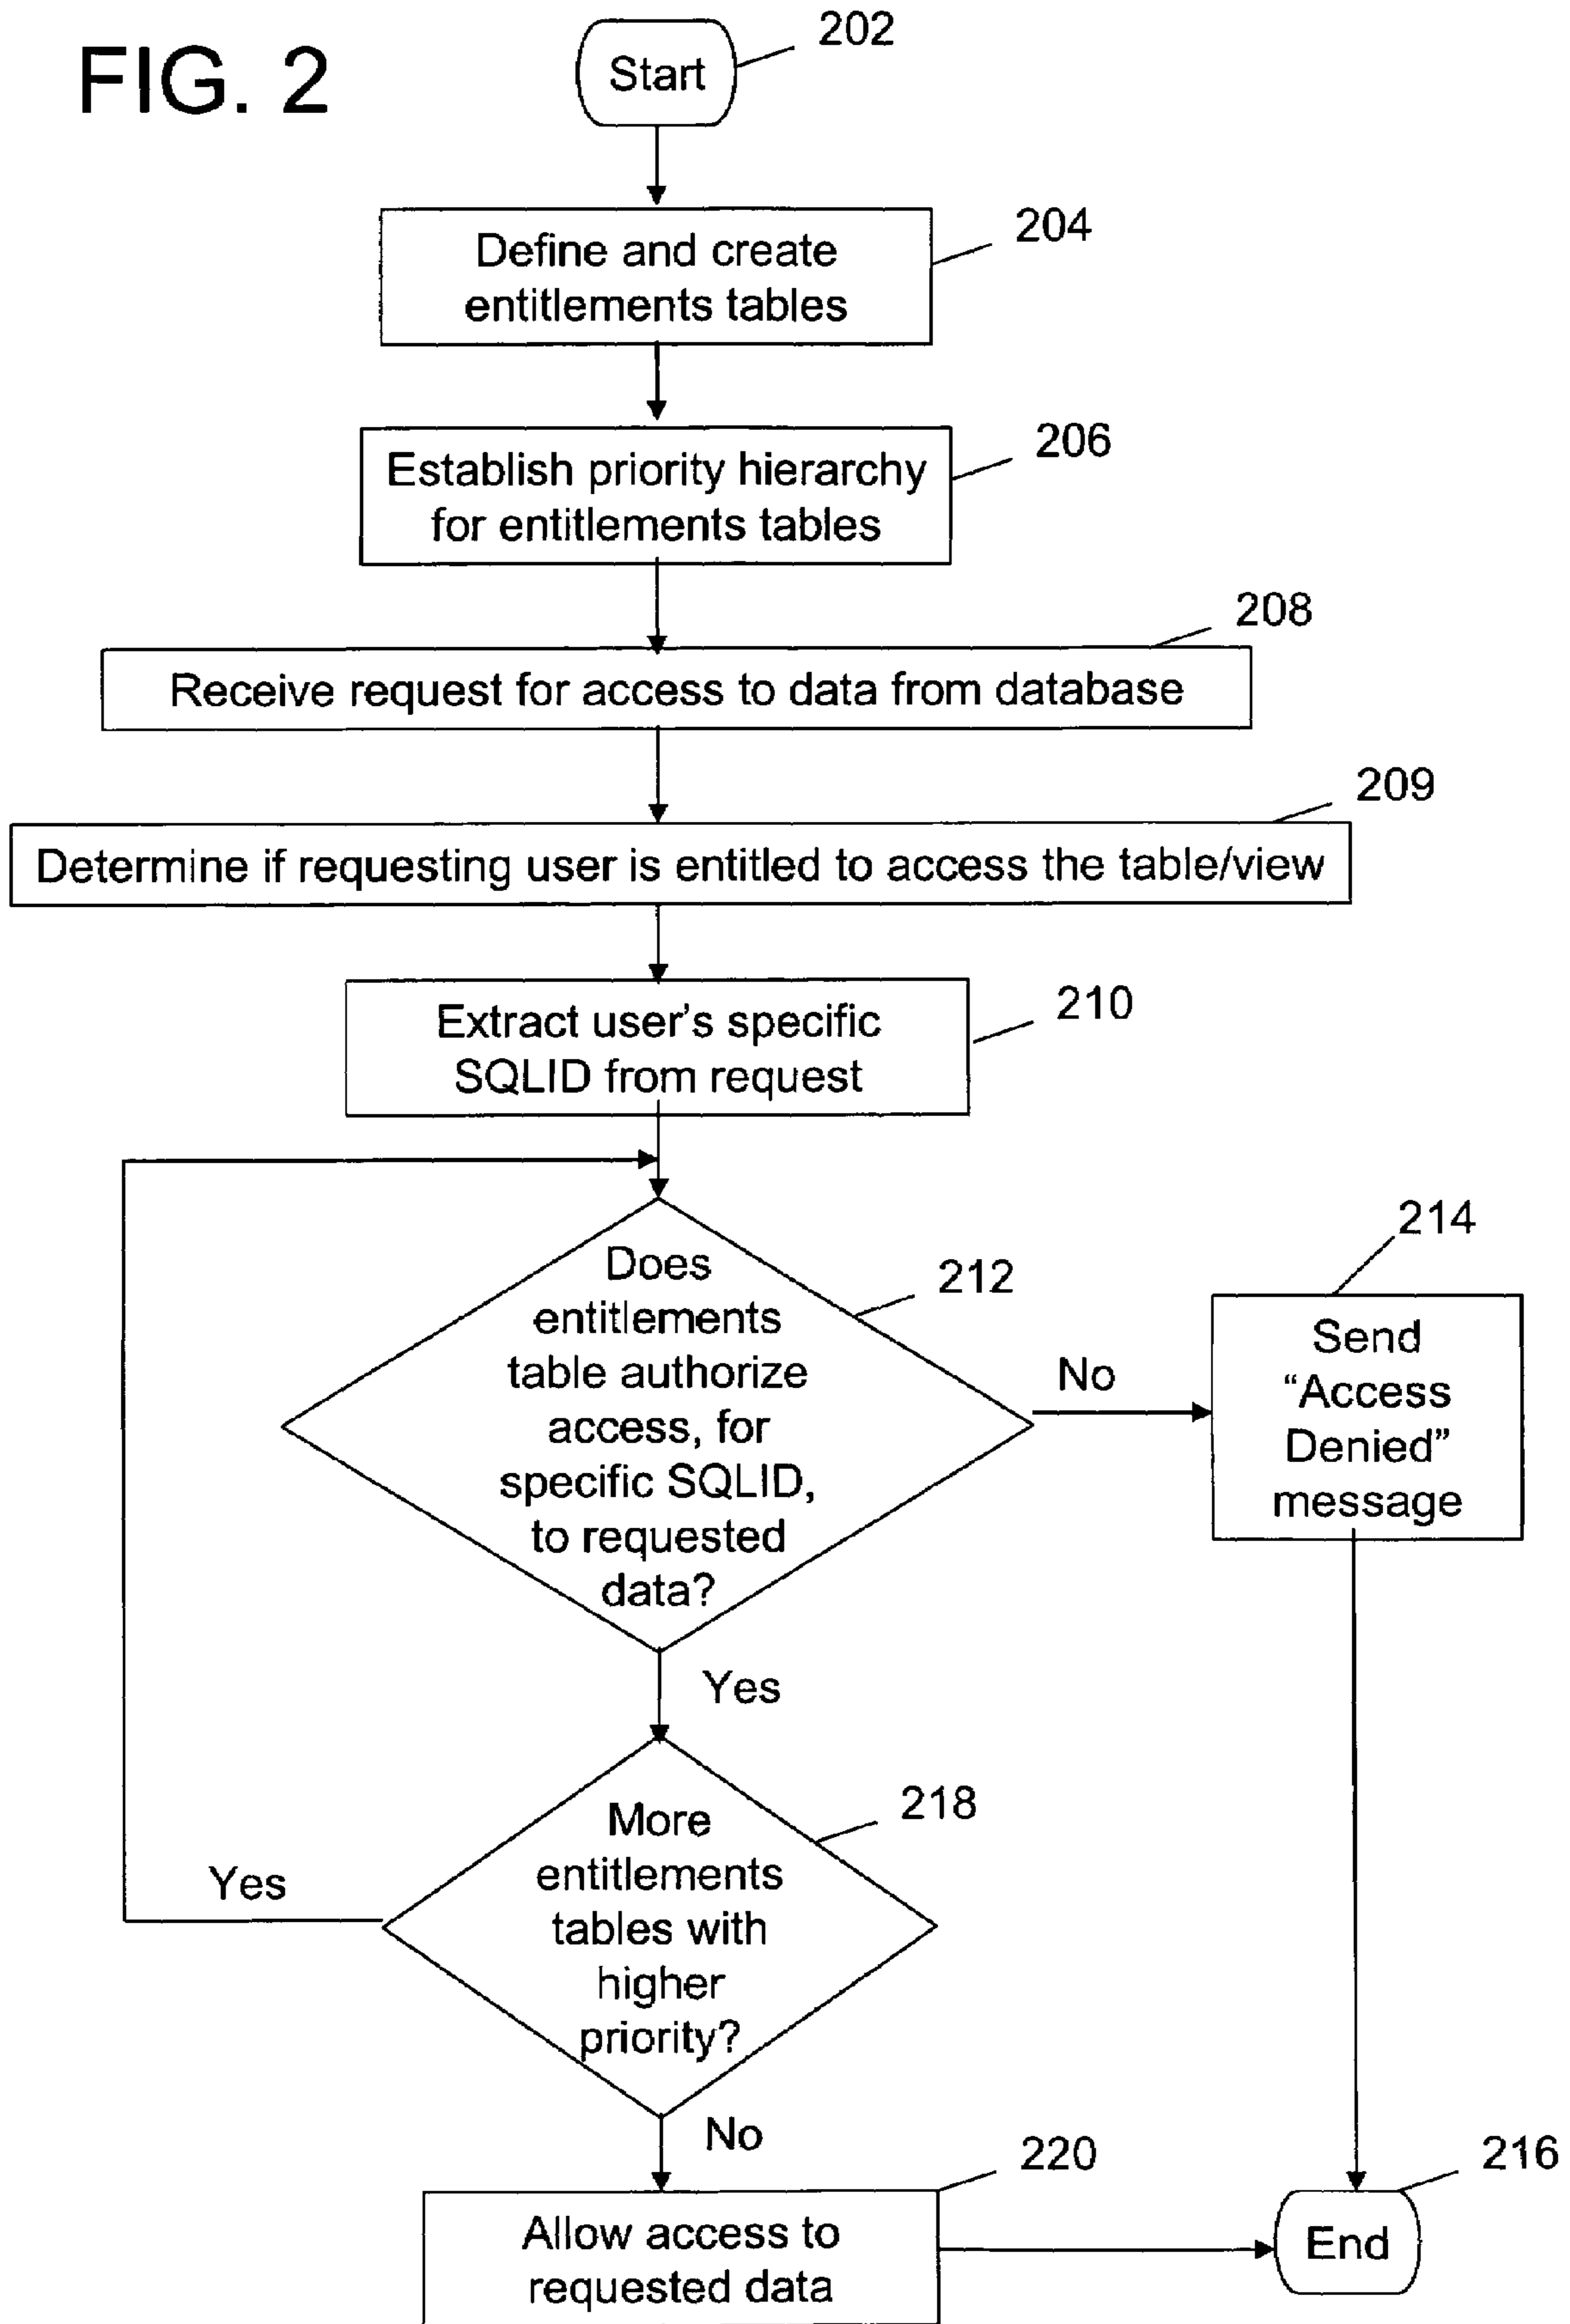 FIG. 2
Start
202
Define and create
entitlements tables
204
Establish priority hierarchy
for entitlements tables
206
208
Receive request for access to data from database
209
Determine if requesting user is entitled to access the table/view
Extract user's specific
SQLID from request
210
Does
entitlements
table authorize
access, for
specific SQLID,
to requested
data?
212
No
214
Send
“Access
Denied”
message
Yes
More
entitlements
tables with
higher
priority?
218
Yes
No
220
Allow access to
requested data
216
End